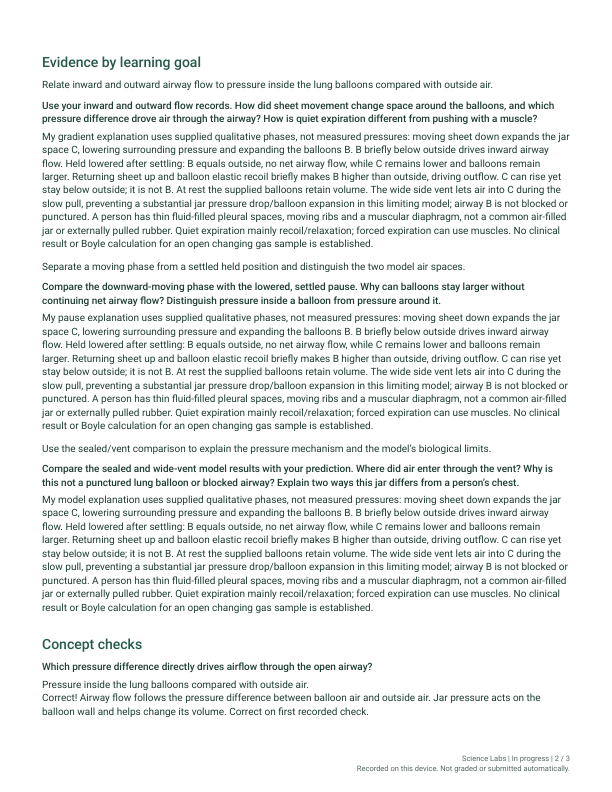 Evidence by learning goal
Relate inward and outward airway flow to pressure inside the lung balloons compared with outside air.
Use your inward and outward flow records. How did sheet movement change space around the balloons, and which
pressure difference drove air through the airway? How is quiet expiration different from pushing with a muscle?
My gradient explanation uses supplied qualitative phases, not measured pressures: moving sheet down expands the jar
space C, lowering surrounding pressure and expanding the balloons B. B briefly below outside drives inward airway
flow. Held lowered after settling: B equals outside, no net airway flow, while C remains lower and balloons remain
larger. Returning sheet up and balloon elastic recoil briefly makes B higher than outside, driving outflow. C can rise yet
stay below outside; it is not B. At rest the supplied balloons retain volume. The wide side vent lets air into C during the
slow pull, preventing a substantial jar pressure drop/balloon expansion in this limiting model; airway B is not blocked or
punctured. A person has thin fluid-filled pleural spaces, moving ribs and a muscular diaphragm, not a common air-filled
jar or externally pulled rubber. Quiet expiration mainly recoil/relaxation; forced expiration can use muscles. No clinical
result or Boyle calculation for an open changing gas sample is established.
Separate a moving phase from a settled held position and distinguish the two model air spaces.
Compare the downward-moving phase with the lowered, settled pause. Why can balloons stay larger without
continuing net airway flow? Distinguish pressure inside a balloon from pressure around it.
My pause explanation uses supplied qualitative phases, not measured pressures: moving sheet down expands the jar
space C, lowering surrounding pressure and expanding the balloons B. B briefly below outside drives inward airway
flow. Held lowered after settling: B equals outside, no net airway flow, while C remains lower and balloons remain
larger. Returning sheet up and balloon elastic recoil briefly makes B higher than outside, driving outflow. C can rise yet
stay below outside; it is not B. At rest the supplied balloons retain volume. The wide side vent lets air into C during the
slow pull, preventing a substantial jar pressure drop/balloon expansion in this limiting model; airway B is not blocked or
punctured. A person has thin fluid-filled pleural spaces, moving ribs and a muscular diaphragm, not a common air-filled
jar or externally pulled rubber. Quiet expiration mainly recoil/relaxation; forced expiration can use muscles. No clinical
result or Boyle calculation for an open changing gas sample is established.
Use the sealed/vent comparison to explain the pressure mechanism and the model's biological limits.
Compare the sealed and wide-vent model results with your prediction. Where did air enter through the vent? Why is
this not a punctured lung balloon or blocked airway? Explain two ways this jar differs from a person's chest.
My model explanation uses supplied qualitative phases, not measured pressures: moving sheet down expands the jar
space C, lowering surrounding pressure and expanding the balloons B. B briefly below outside drives inward airway
flow. Held lowered after settling: B equals outside, no net airway flow, while C remains lower and balloons remain
larger. Returning sheet up and balloon elastic recoil briefly makes B higher than outside, driving outflow. C can rise yet
stay below outside; it is not B. At rest the supplied balloons retain volume. The wide side vent lets air into C during the
slow pull, preventing a substantial jar pressure drop/balloon expansion in this limiting model; airway B is not blocked or
punctured. A person has thin fluid-filled pleural spaces, moving ribs and a muscular diaphragm, not a common air-filled
jar or externally pulled rubber. Quiet expiration mainly recoil/relaxation; forced expiration can use muscles. No clinical
result or Boyle calculation for an open changing gas sample is established.
Concept checks
Which pressure difference directly drives airflow through the open airway?
Pressure inside the lung balloons compared with outside air.
Correct! Airway flow follows the pressure difference between balloon air and outside air. Jar pressure acts on the
balloon wall and helps change its volume. Correct on first recorded check.
Science Labs | In progress | 2 / 3
Recorded on this device. Not graded or submitted automatically.